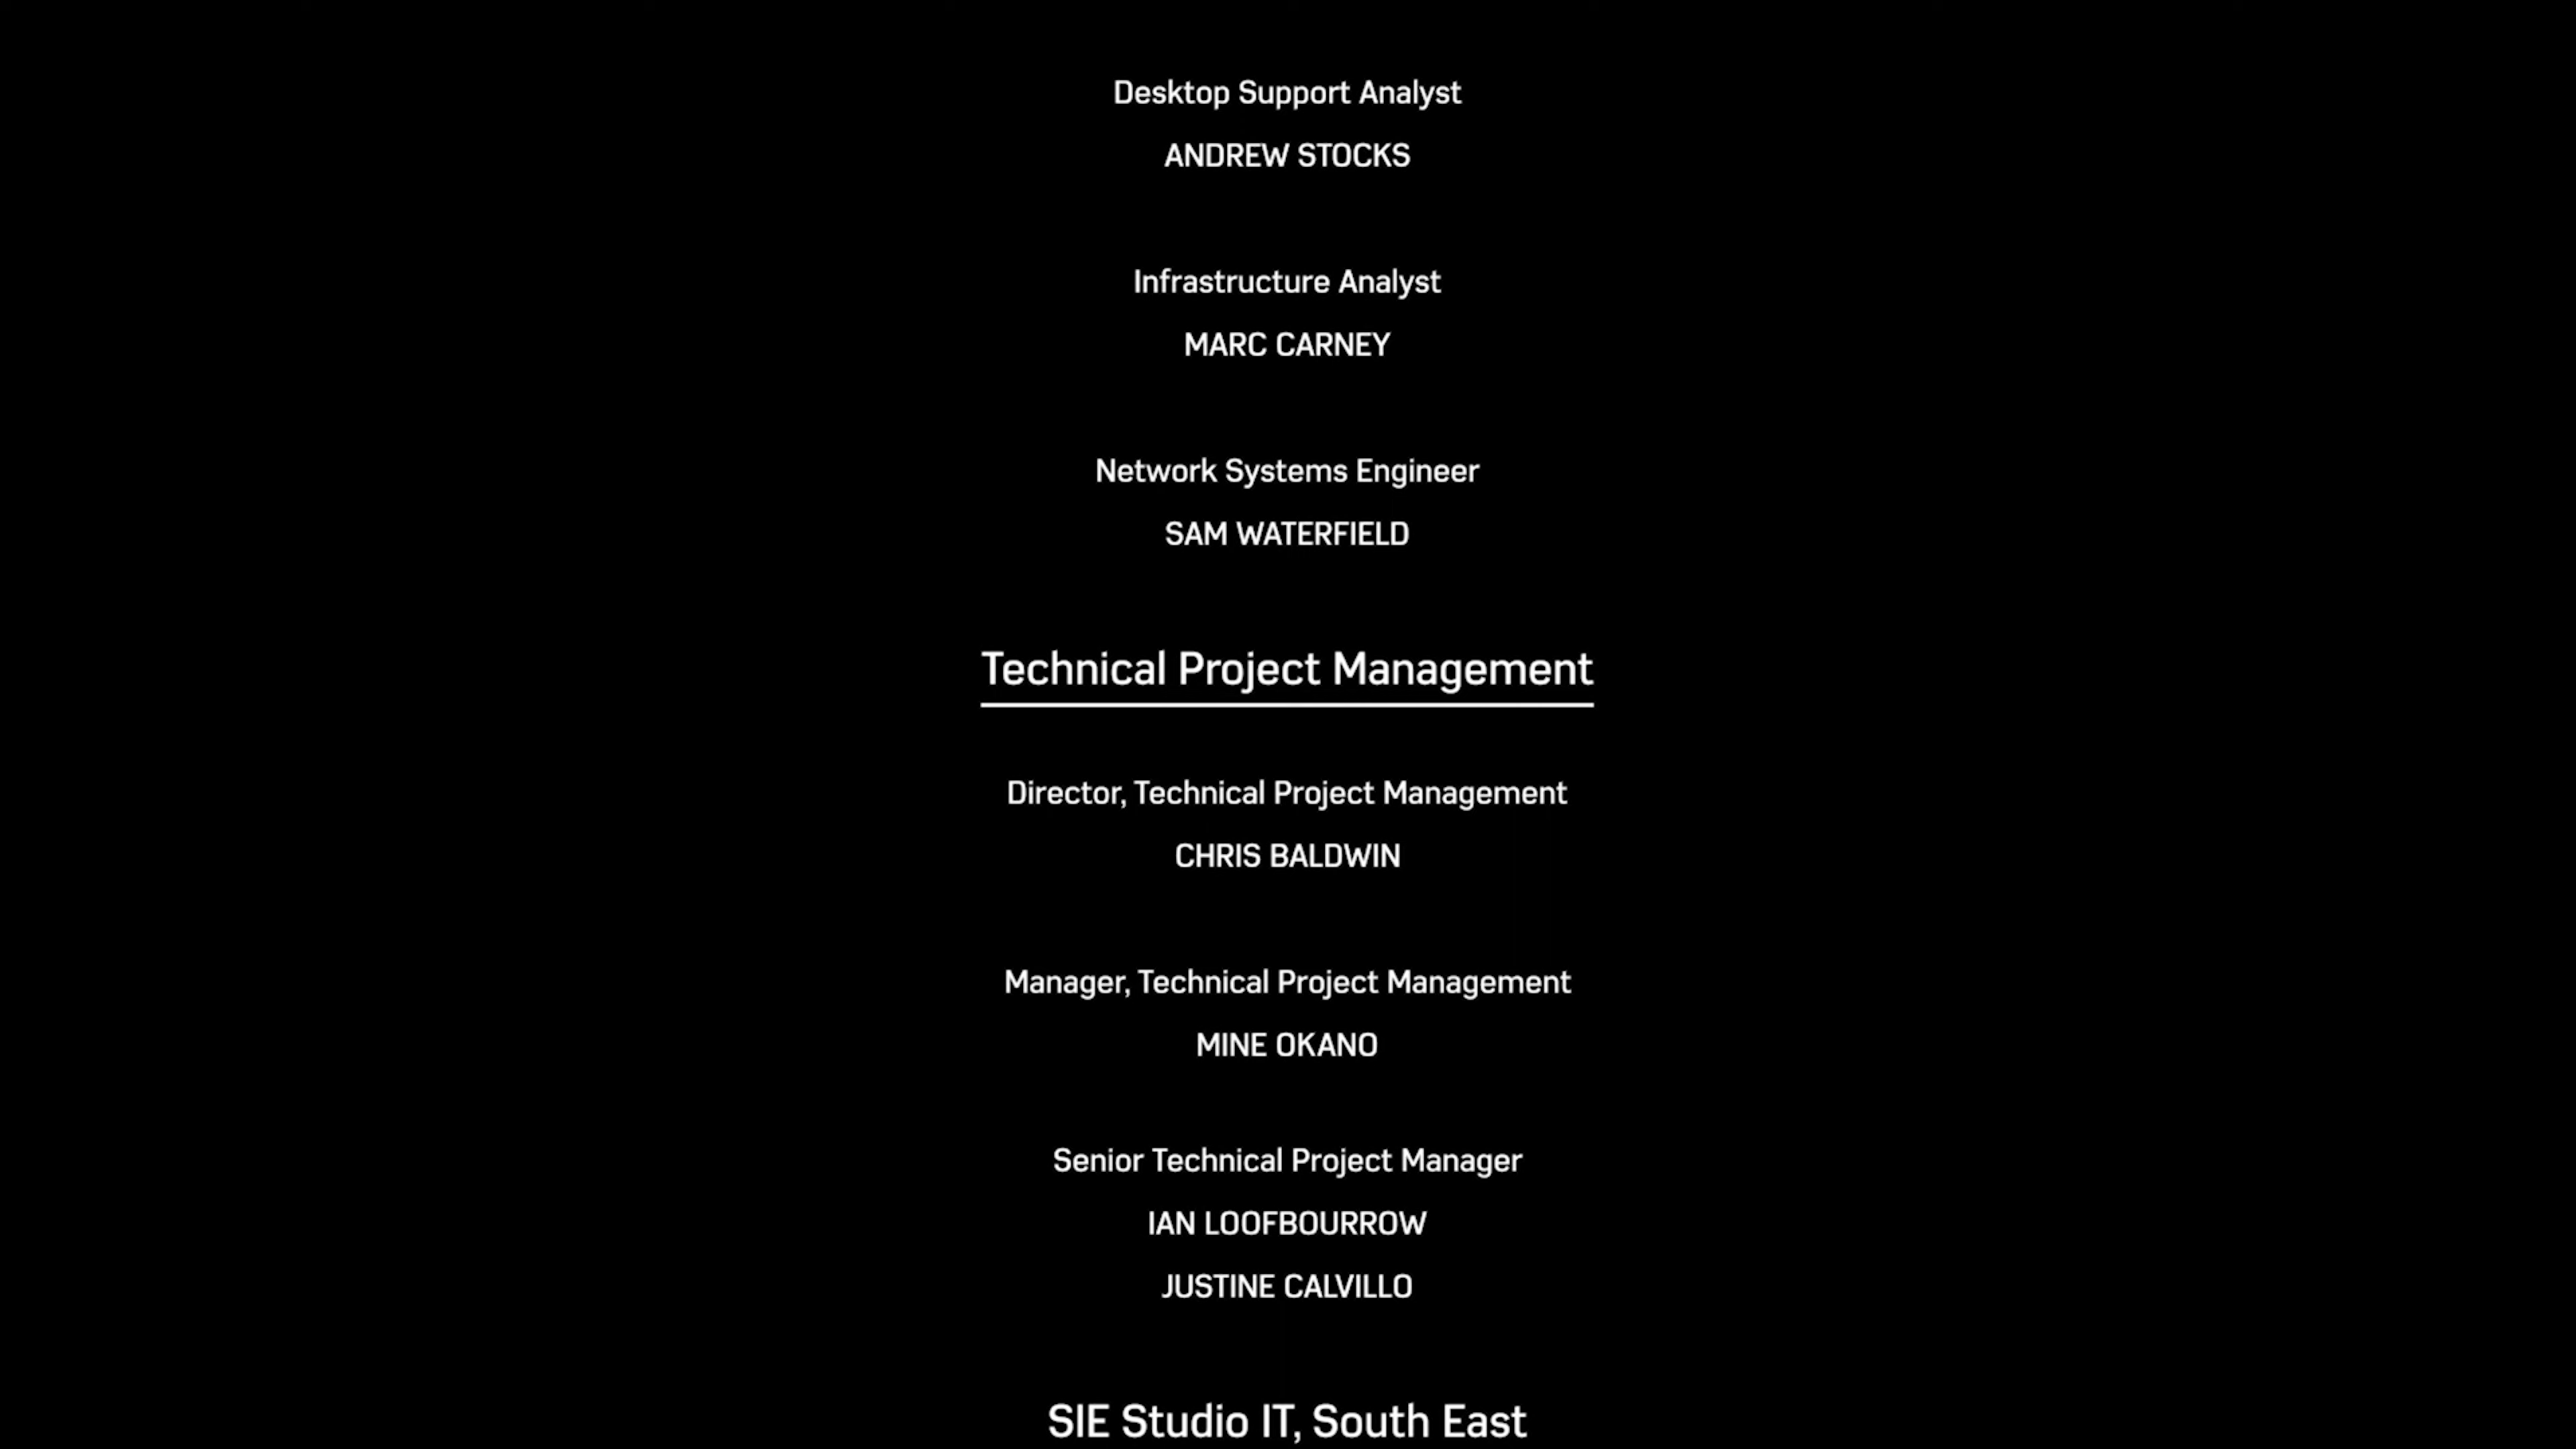 Desktop Support Analyst
ANDREW STOCKS
Infrastructure Analyst
MARC CARNEY
Network Systems Engineer
SAM WATERFIELD
Technical Project Management
Director, Technical Project Management
CHRIS BALDWIN
Manager, Technical Project Management
MINE OKANO
Senior Technical Project Manager
IAN LOOFBOURROW
JUSTINE CALVILLO
SIE Studio IT, South East